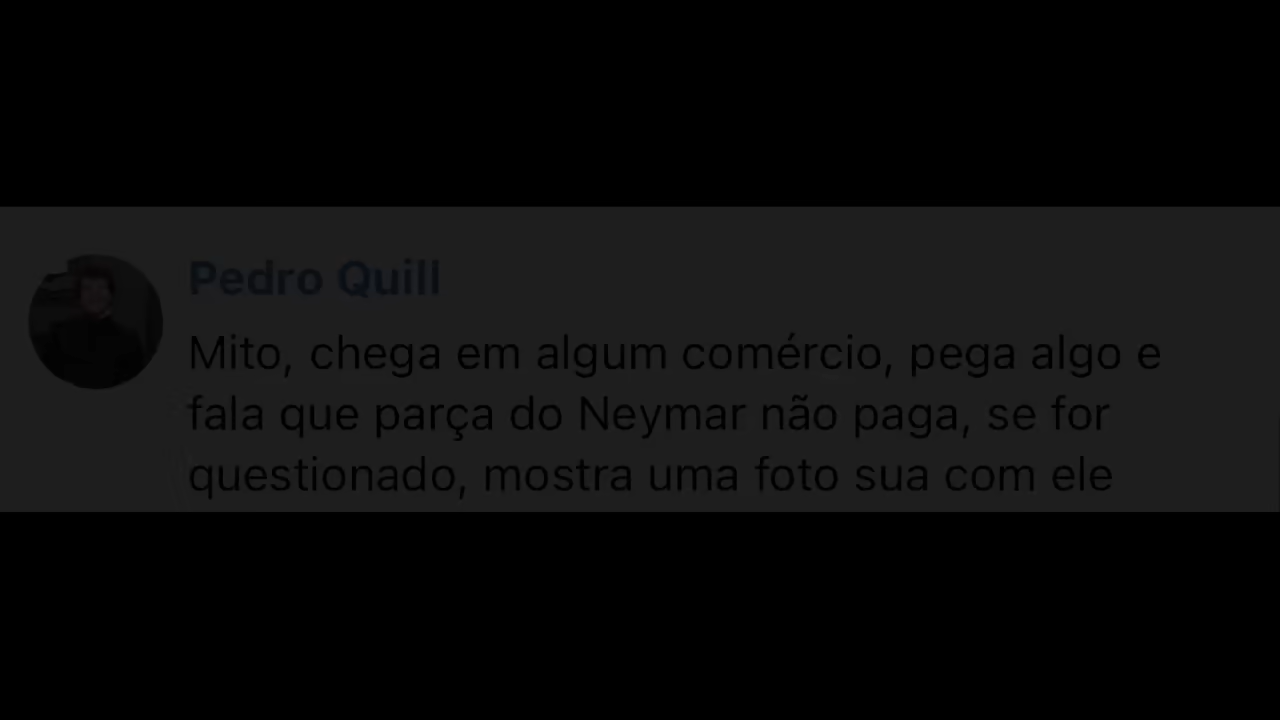 Pedro Quill
Mito, chega em algum comércio, pega algo e
fala que parça do Neymar não paga, se for
questionado, mostra uma foto sua com ele